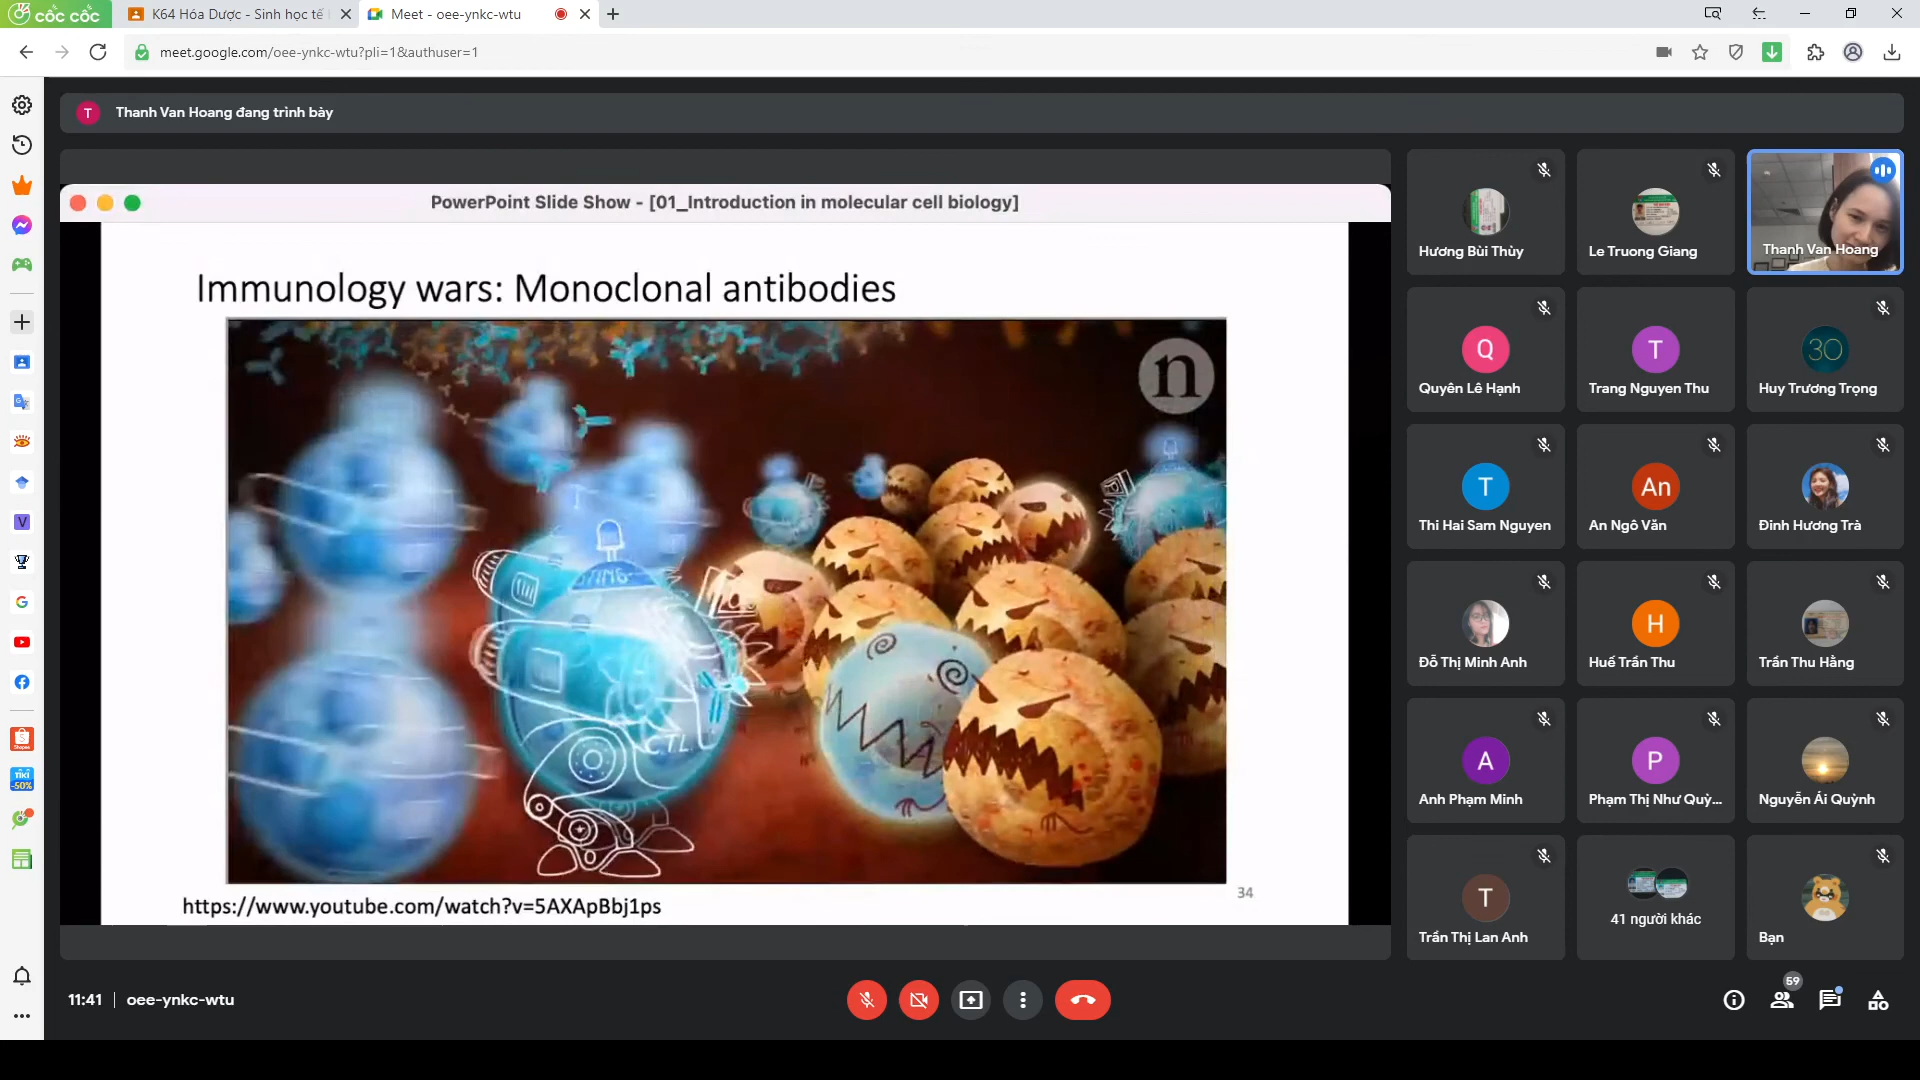 cốc cốc
K64 Hóa Dược - Sinh học tế
Meet - oee-ynkc-wtu
meet.google.com/oee-ynkc-wtu?pli=1&authuser=1
T
Thanh Van Hoang đang trình bày
PowerPoint Slide Show - [01_Introduction in molecular cell biology]
Immunology wars: Monoclonal antibodies
n
C.T.L.
https://www.youtube.com/watch?v=5AXApBbj1ps
34
Hương Bùi Thùy
Le Truong Giang
Thanh Van Hoang
Q
Quyên Lê Hạnh
T
Trang Nguyen Thu
30
Huy Trương Trọng
T
Thi Hai Sam Nguyen
An
An Ngô Văn
Đinh Hương Trà
Đỗ Thị Minh Anh
H
Huế Trần Thu
Trần Thu Hằng
A
Anh Phạm Minh
P
Phạm Thị Như Quỳ...
Nguyễn Ái Quỳnh
T
Trần Thị Lan Anh
41 người khác
Bạn
V
G
TIKI
-50%
11:41
oee-ynkc-wtu
59